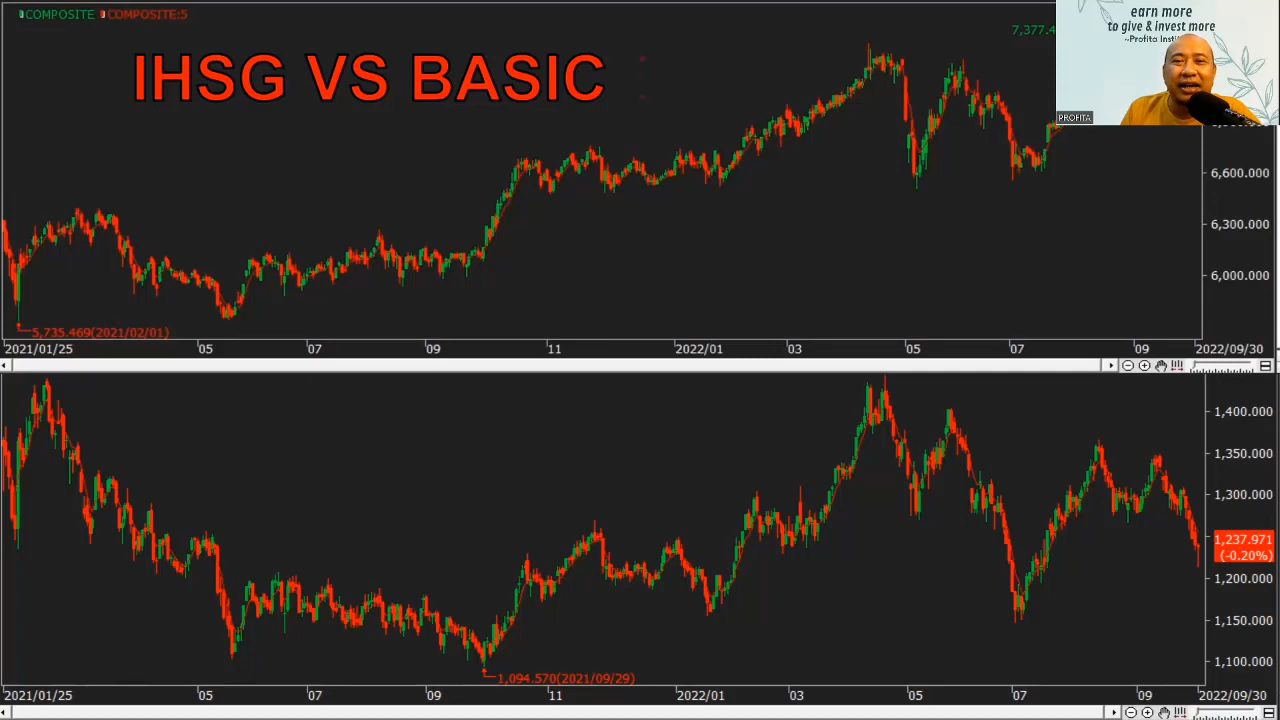 COMPOSITE COMPOSITE:5
IHSG VS BASIC
earn more
to give & invest more
PROFITA
6,600.000
6,300.000
6,000.000
5,735.469(2021/02/01)
2021/01/25 05 07 09 11 2022/01 03 05 07 09 2022/09/30
1,400.000
1,350.000
1,300.000
1,237.971
(-0.20%)
1,200.000
1,150.000
1,100.000
1,094.570(2021/09/29)
2021/01/25 05 07 09 11 2022/01 03 05 07 09 2022/09/30